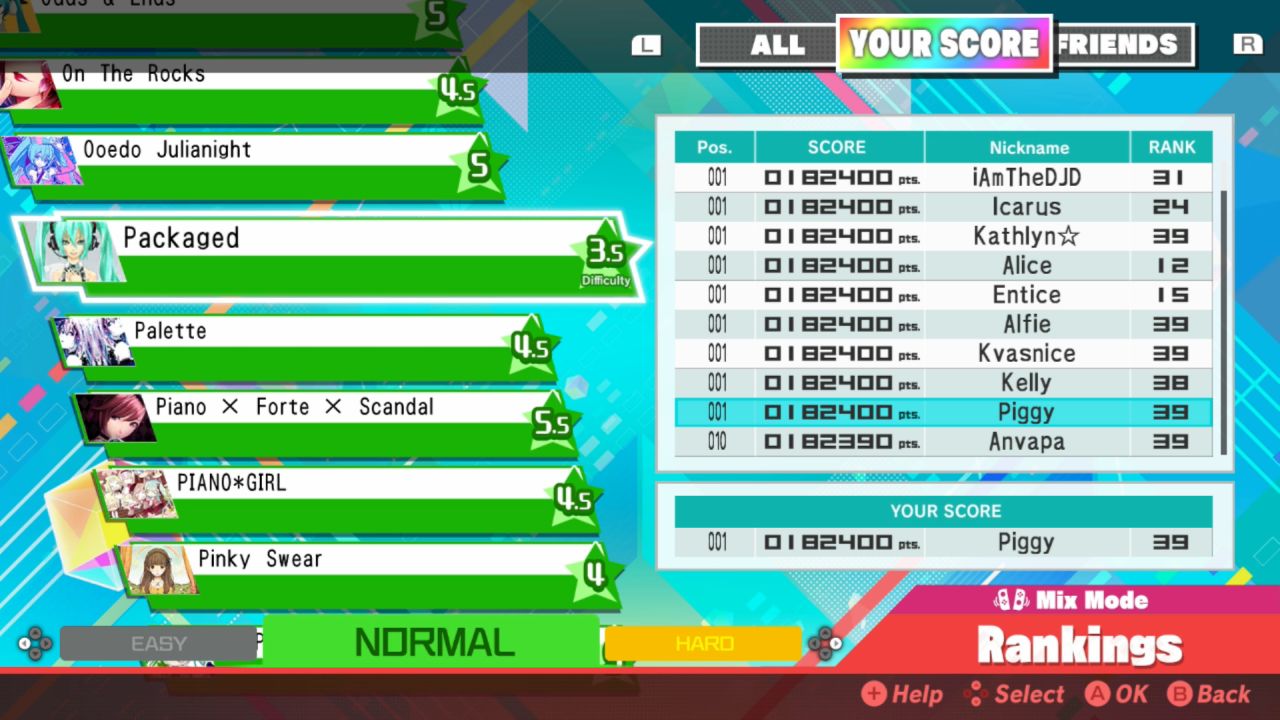 Odds & Ends
5
On The Rocks
4.5
Ooedo Julianight
5
Packaged
3.5
Difficulty
Palette
4.5
Piano × Forte × Scandal
5.5
PIANO*GIRL
4.5
Pinky Swear
4
EASY NORMAL HARD
L ALL YOUR SCORE FRIENDS R
Pos. SCORE Nickname RANK
001 0182400 pts. iAmTheDJD 31
001 0182400 pts. Icarus 24
001 0182400 pts. Kathlyn☆ 39
001 0182400 pts. Alice 12
001 0182400 pts. Entice 15
001 0182400 pts. Alfie 39
001 0182400 pts. Kvasnice 39
001 0182400 pts. Kelly 38
001 0182400 pts. Piggy 39
010 0182390 pts. Anvapa 39
YOUR SCORE
001 0182400 pts. Piggy 39
Mix Mode
Rankings
+ Help Select A OK B Back